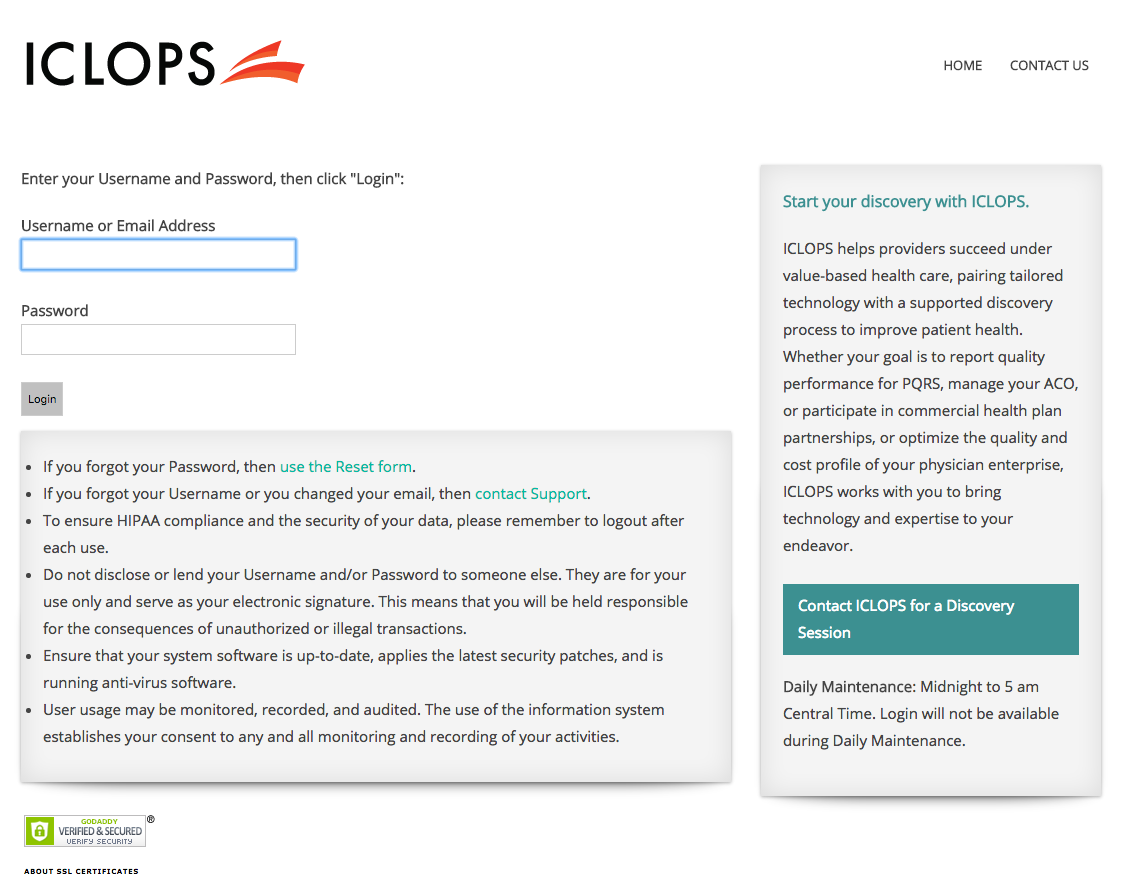 ICLOPS
HOME
CONTACT US
Enter your Username and Password, then click "Login":
Username or Email Address
Password
Login
If you forgot your Password, then use the Reset form.
If you forgot your Username or you changed your email, then contact Support.
To ensure HIPAA compliance and the security of your data, please remember to logout after
each use.
Do not disclose or lend your Username and/or Password to someone else. They are for your
use only and serve as your electronic signature. This means that you will be held responsible
for the consequences of unauthorized or illegal transactions.
Ensure that your system software is up-to-date, applies the latest security patches, and is
running anti-virus software.
User usage may be monitored, recorded, and audited. The use of the information system
establishes your consent to any and all monitoring and recording of your activities.
Start your discovery with ICLOPS.
ICLOPS helps providers succeed under
value-based health care, pairing tailored
technology with a supported discovery
process to improve patient health.
Whether your goal is to report quality
performance for PQRS, manage your ACO,
or participate in commercial health plan
partnerships, or optimize the quality and
cost profile of your physician enterprise,
ICLOPS works with you to bring
technology and expertise to your
endeavor.
Contact ICLOPS for a Discovery
Session
Daily Maintenance: Midnight to 5 am
Central Time. Login will not be available
during Daily Maintenance.
GODADDY
VERIFIED & SECURED
VERIFY SECURITY
®
ABOUT SSL CERTIFICATES